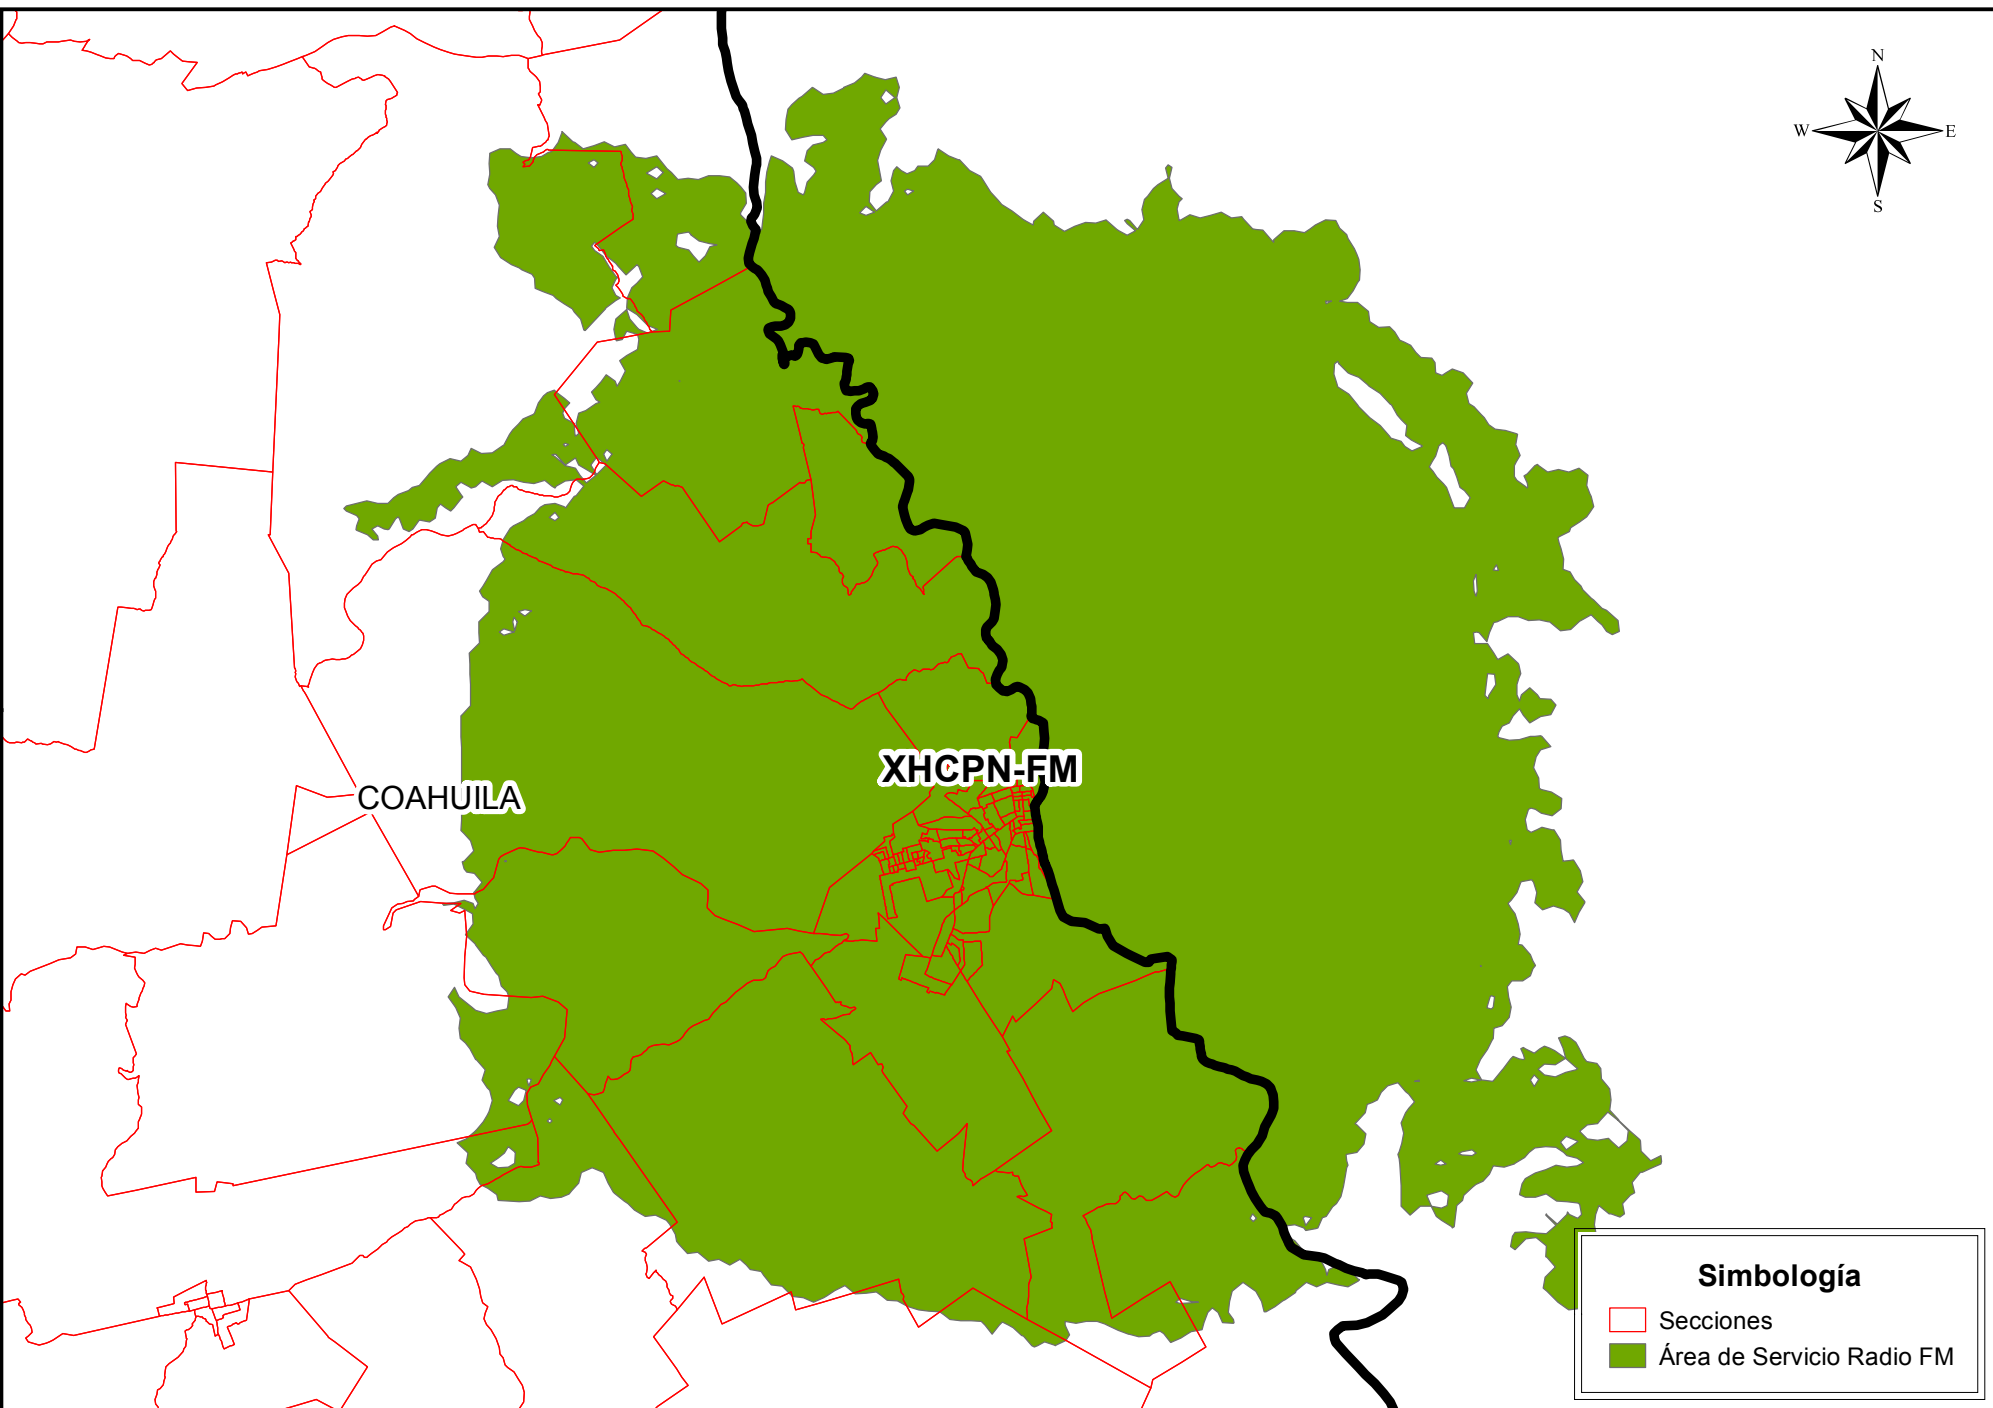 N
W E
S
XHCPN-FM
COAHUILA
Simbología
Secciones
Área de Servicio Radio FM